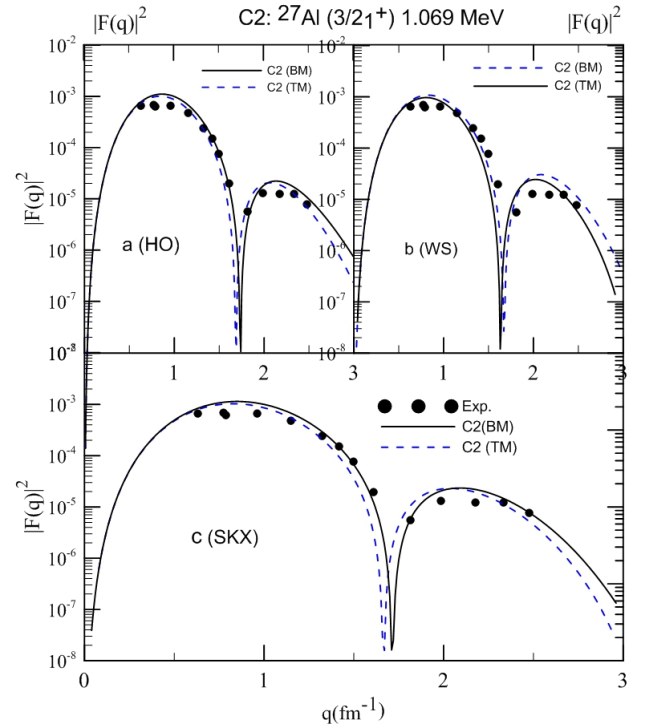 |F(q)|² C2: ²⁷Al (3/2₁⁺) 1.069 MeV |F(q)|²
10⁻²
C2 (BM)
C2 (TM)
C2 (BM)
C2 (TM)
10⁻³
10⁻³
10⁻⁴
10⁻⁴
|F(q)|²
10⁻⁵
10⁻⁵
a (HO)
b (WS)
10⁻⁶
10⁻⁶
10⁻⁷
10⁻⁷
10⁻⁸
10⁻⁸
1 2 3 1 2 3
10⁻³
Exp.
C2(BM)
C2 (TM)
10⁻⁴
|F(q)|²
10⁻⁵
c (SKX)
10⁻⁶
10⁻⁷
10⁻⁸
0 1 2 3
q(fm⁻¹)